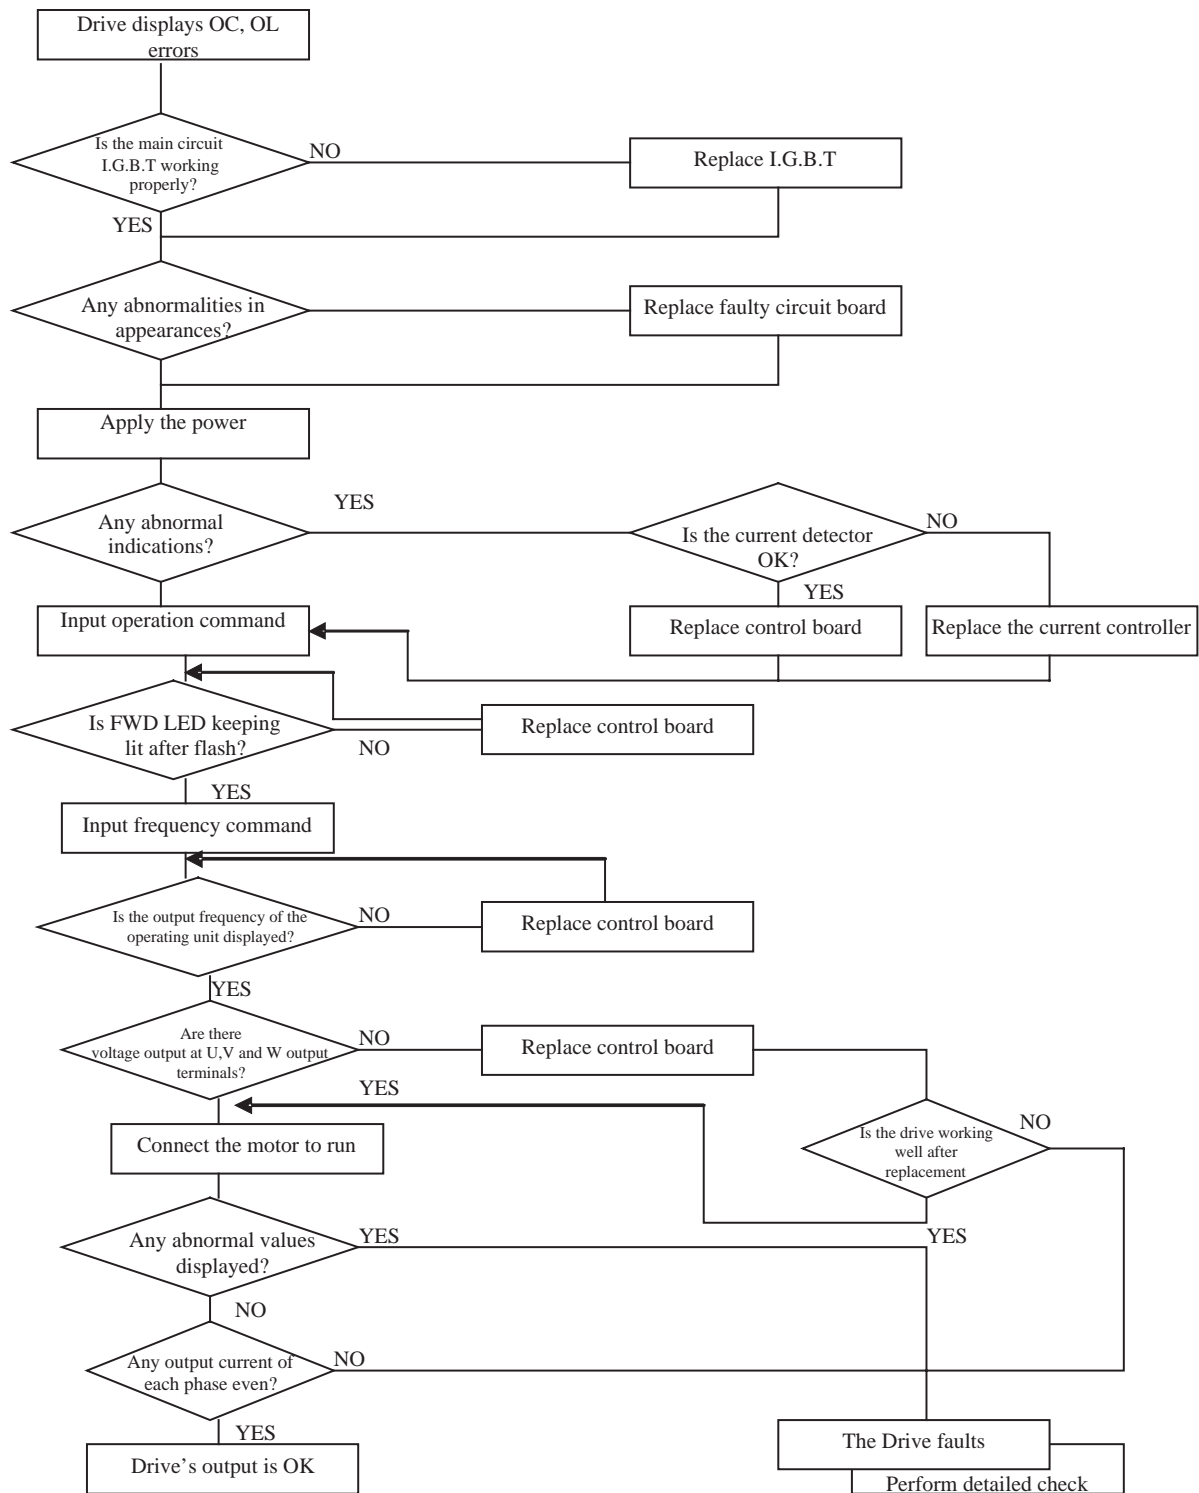 Drive displays OC, OL
errors
Is the main circuit
I.G.B.T working
properly?
NO
Replace I.G.B.T
YES
Any abnormalities in
appearances?
Replace faulty circuit board
Apply the power
Any abnormal
indications?
YES
Is the current detector
OK?
NO
YES
Input operation command
Replace control board
Replace the current controller
Is FWD LED keeping
lit after flash?
NO
Replace control board
YES
Input frequency command
Is the output frequency of the
operating unit displayed?
NO
Replace control board
YES
Are there
voltage output at U,V and W output
terminals?
NO
Replace control board
YES
Connect the motor to run
Is the drive working
well after
replacement
NO
YES
Any abnormal values
displayed?
YES
NO
Any output current of
each phase even?
NO
YES
Drive’s output is OK
The Drive faults
Perform detailed check